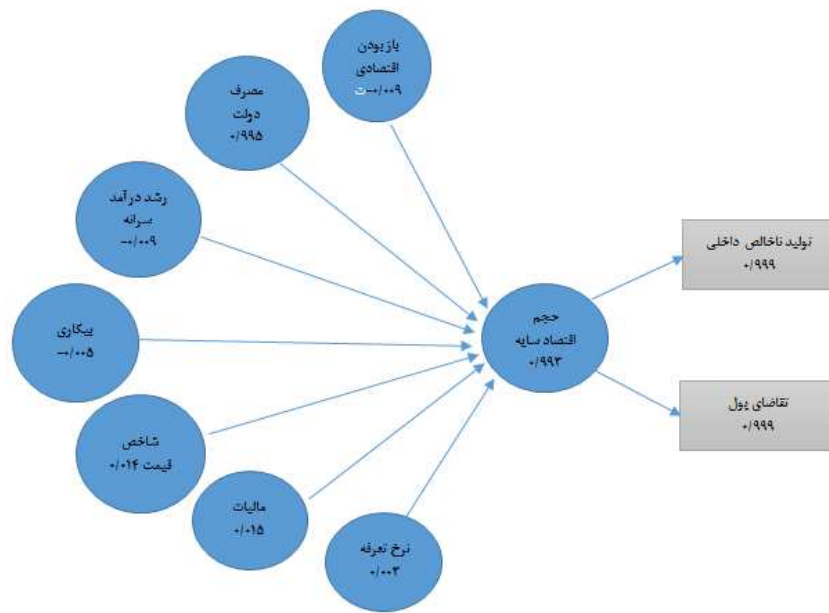 باز بودن
اقتصادی
-۰/۰۰۹ت
مصرف
دولت
۰/۹۹۵
رشد درآمد
سرانه
-۰/۰۰۹
بیکاری
-۰/۰۰۵
شاخص
قیمت ۰/۰۱۴
مالیات
۰/۰۱۵
نرخ تعرفه
۰/۰۰۳
حجم
اقتصاد سایه
۰/۹۹۳
تولید ناخالص داخلی
۰/۹۹۹
تقاضای پول
۰/۹۹۹